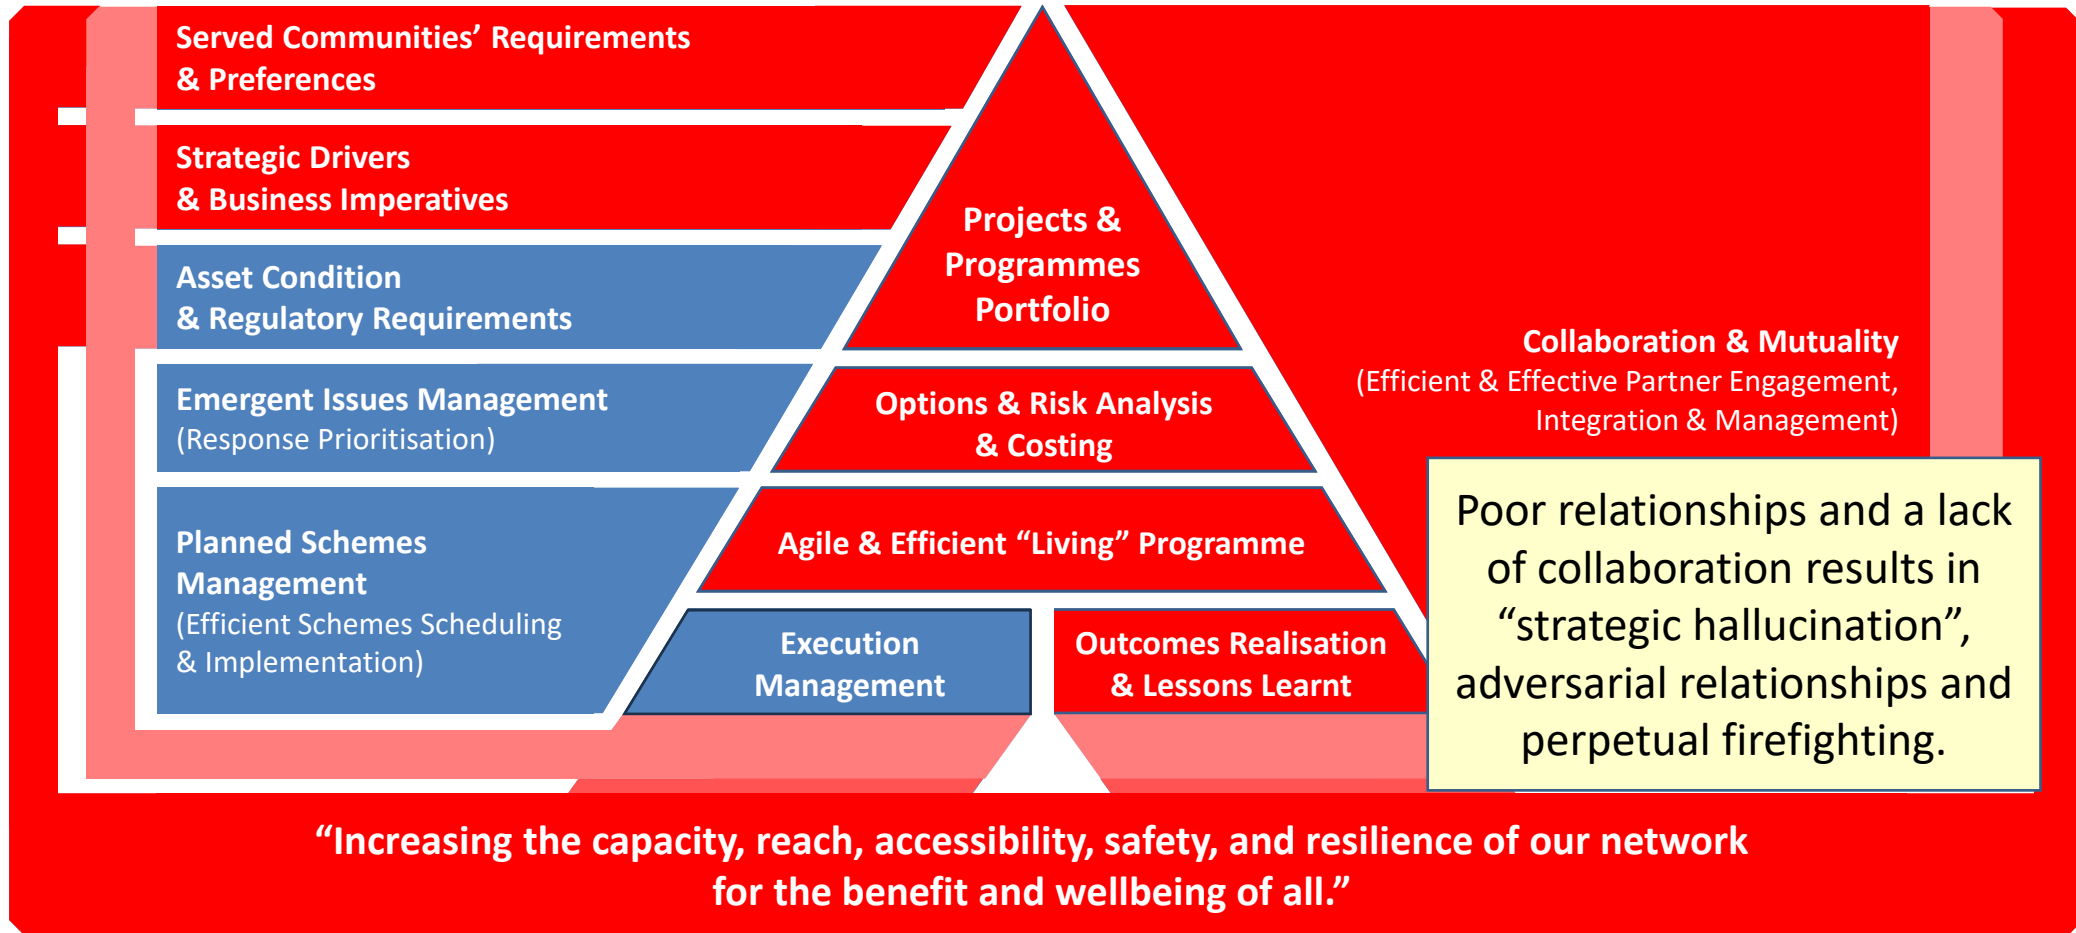 Served Communities’ Requirements
& Preferences
Strategic Drivers
& Business Imperatives
Asset Condition
& Regulatory Requirements
Emergent Issues Management
(Response Prioritisation)
Planned Schemes
Management
(Efficient Schemes Scheduling
& Implementation)
Projects &
Programmes
Portfolio
Options & Risk Analysis
& Costing
Agile & Efficient “Living” Programme
Execution
Management
Outcomes Realisation
& Lessons Learnt
Collaboration & Mutuality
(Efficient & Effective Partner Engagement,
Integration & Management)
Poor relationships and a lack
of collaboration results in
“strategic hallucination”,
adversarial relationships and
perpetual firefighting.
“Increasing the capacity, reach, accessibility, safety, and resilience of our network
for the benefit and wellbeing of all.”